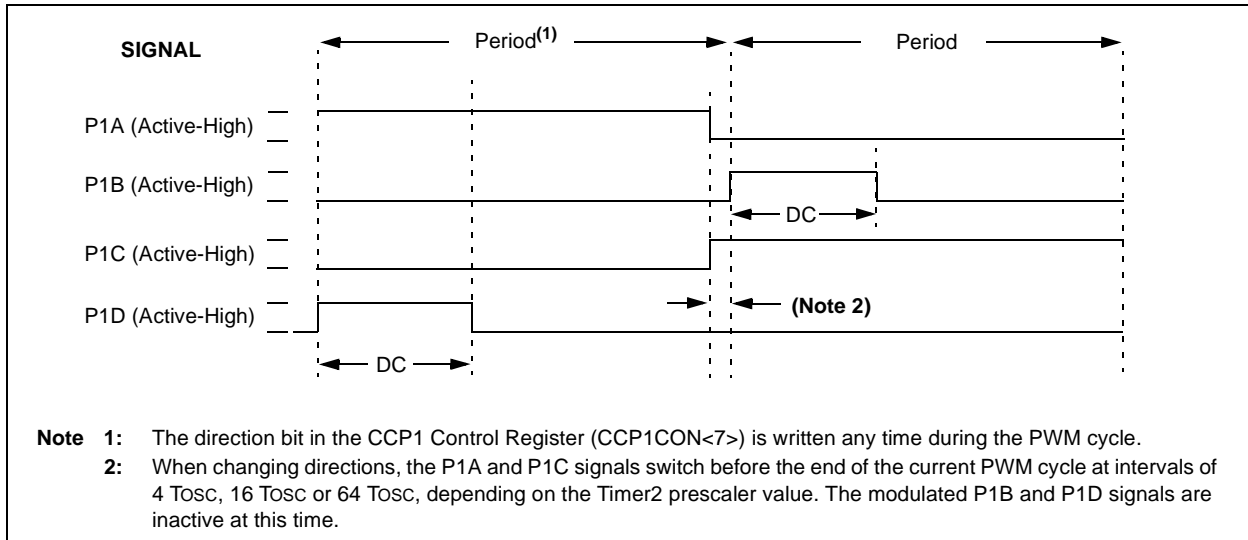 SIGNAL
Period(1)
Period
P1A (Active-High)
P1B (Active-High)
DC
P1C (Active-High)
P1D (Active-High)
(Note 2)
DC
Note 1: The direction bit in the CCP1 Control Register (CCP1CON<7>) is written any time during the PWM cycle.
2: When changing directions, the P1A and P1C signals switch before the end of the current PWM cycle at intervals of
4 TOSC, 16 TOSC or 64 TOSC, depending on the Timer2 prescaler value. The modulated P1B and P1D signals are
inactive at this time.